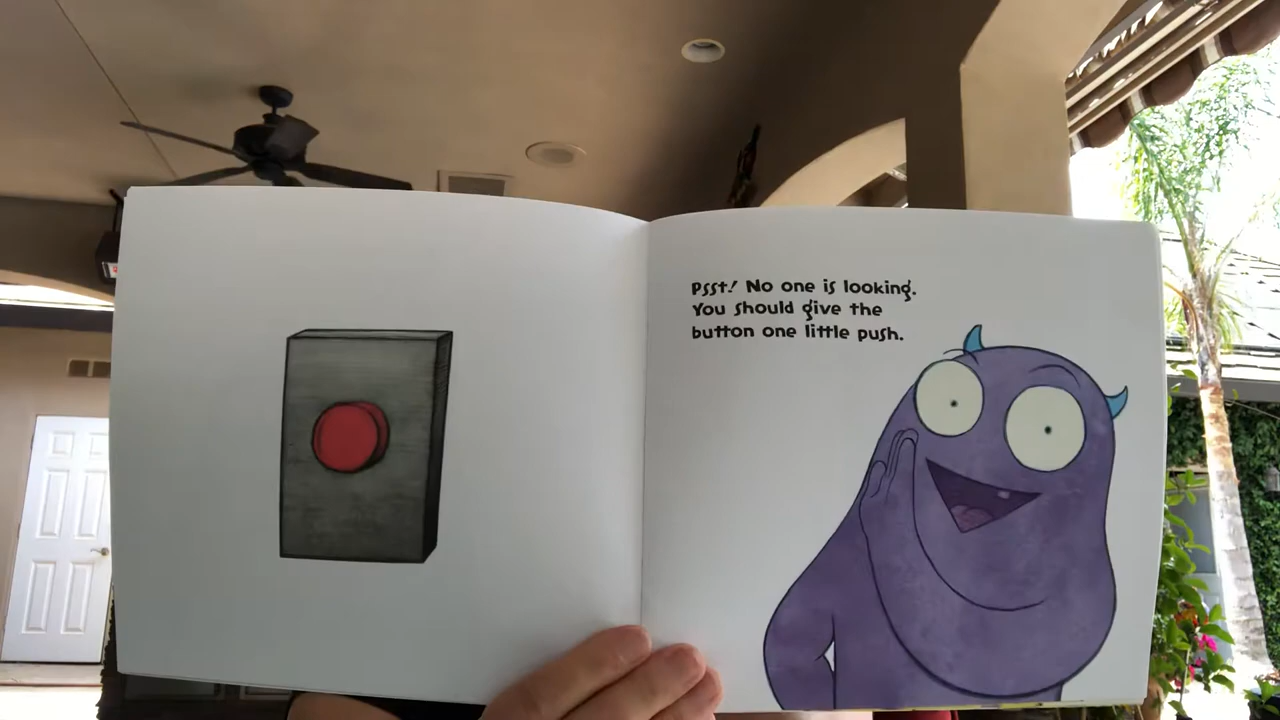 Psst! No one is looking.
You should give the
button one little push.